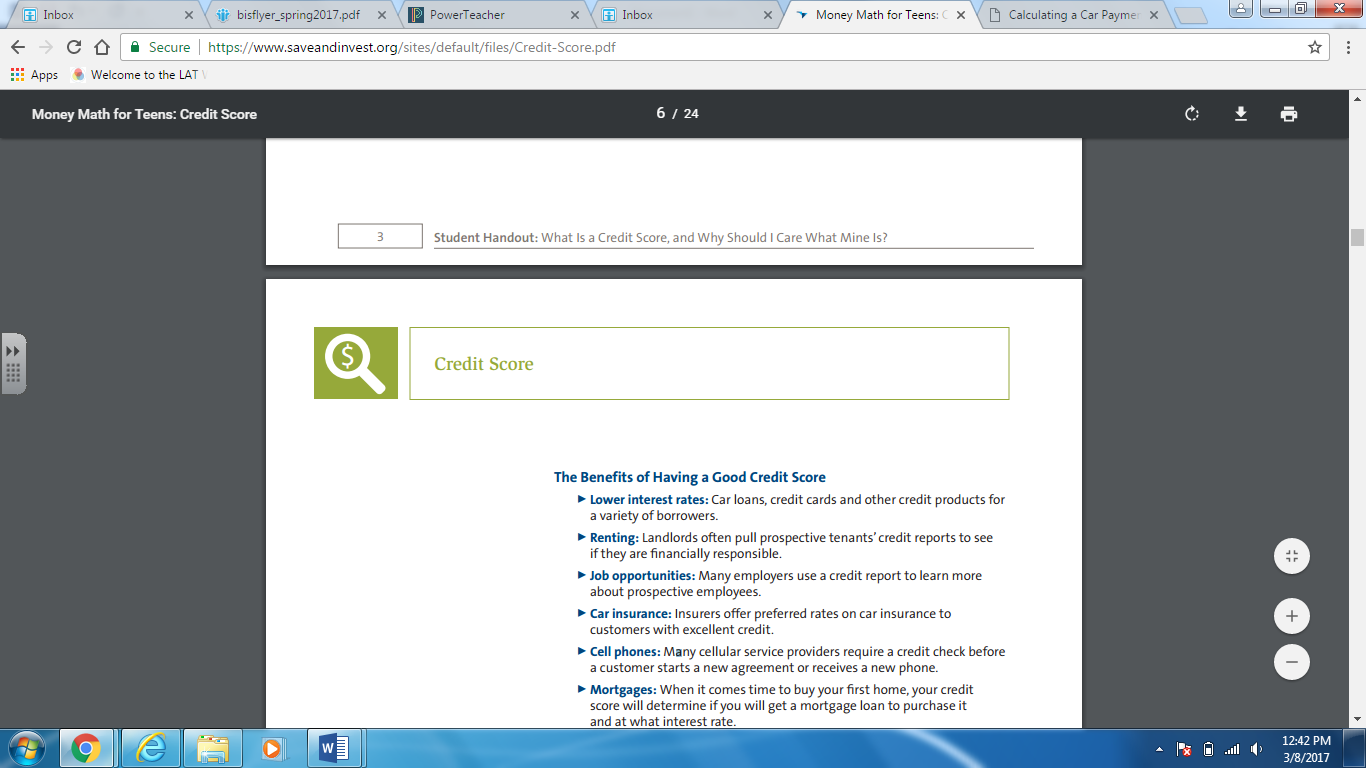 Inbox
bisflyer_spring2017.pdf
PowerTeacher
Inbox
Money Math for Teens: C
Calculating a Car Paymen
Secure
https://www.saveandinvest.org/sites/default/files/Credit-Score.pdf
Apps
Welcome to the LAT
Money Math for Teens: Credit Score
6 / 24
3
Student Handout: What Is a Credit Score, and Why Should I Care What Mine Is?
$
Credit Score
The Benefits of Having a Good Credit Score
Lower interest rates: Car loans, credit cards and other credit products for
a variety of borrowers.
Renting: Landlords often pull prospective tenants’ credit reports to see
if they are financially responsible.
Job opportunities: Many employers use a credit report to learn more
about prospective employees.
Car insurance: Insurers offer preferred rates on car insurance to
customers with excellent credit.
Cell phones: Many cellular service providers require a credit check before
a customer starts a new agreement or receives a new phone.
Mortgages: When it comes time to buy your first home, your credit
score will determine if you will get a mortgage loan to purchase it
and at what interest rate.
12:42 PM
3/8/2017